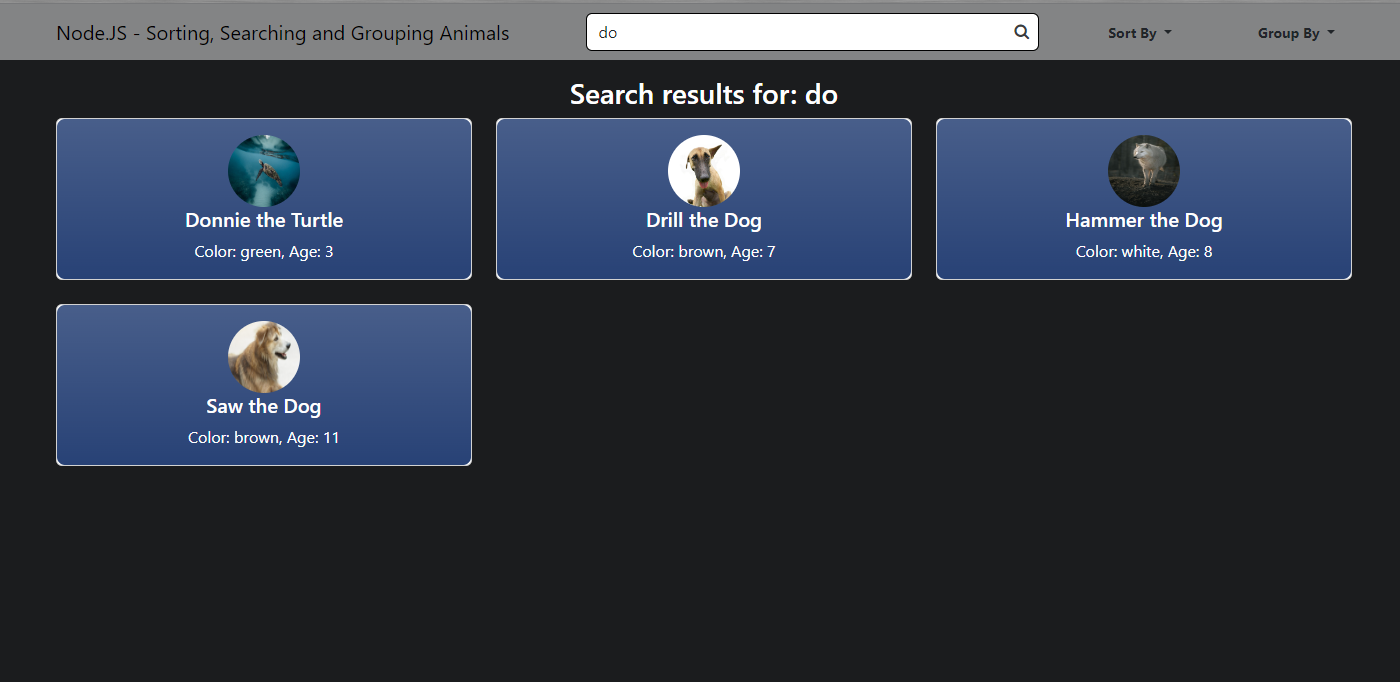 Node.JS - Sorting, Searching and Grouping Animals
do
Sort By
Group By
Search results for: do
Donnie the Turtle
Color: green, Age: 3
Drill the Dog
Color: brown, Age: 7
Hammer the Dog
Color: white, Age: 8
Saw the Dog
Color: brown, Age: 11